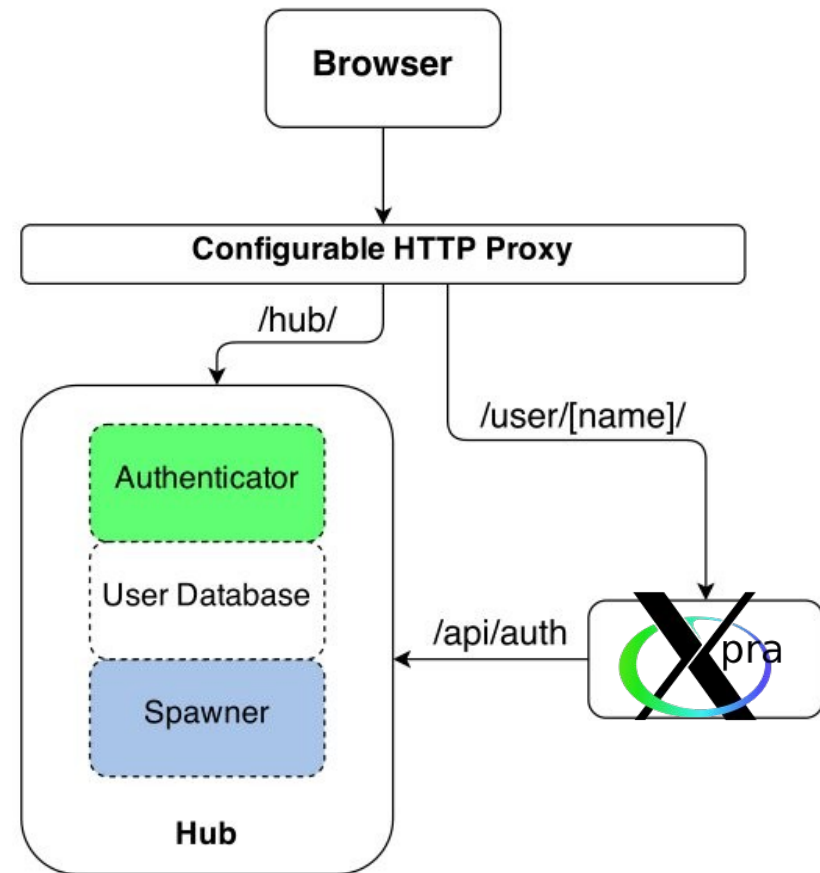 Browser
Configurable HTTP Proxy
/hub/
/user/[name]/
Authenticator
User Database
/api/auth
Xpra
Spawner
Hub